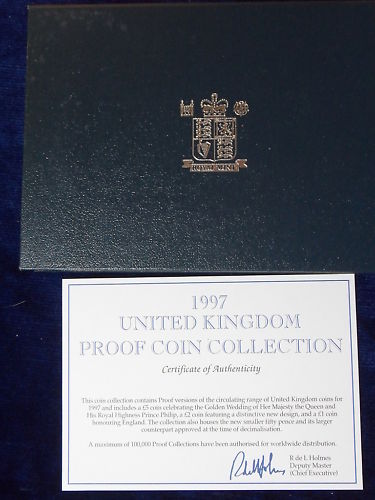 ROYAL MINT
1997
UNITED KINGDOM
PROOF COIN COLLECTION
Certificate of Authenticity
This coin collection contains Proof versions of the circulating range of United Kingdom coins for
1997 and includes a £5 coin celebrating the Golden Wedding of Her Majesty the Queen and
His Royal Highness Prince Philip, a £2 coin featuring a distinctive new design, and a £1 coin
honouring England. The collection also houses the new smaller fifty pence and its larger
counterpart approved at the time of decimalisation.
A maximum of 100,000 Proof Collections have been authorised for worldwide distribution.
R de L Holmes
Deputy Master
(Chief Executive)